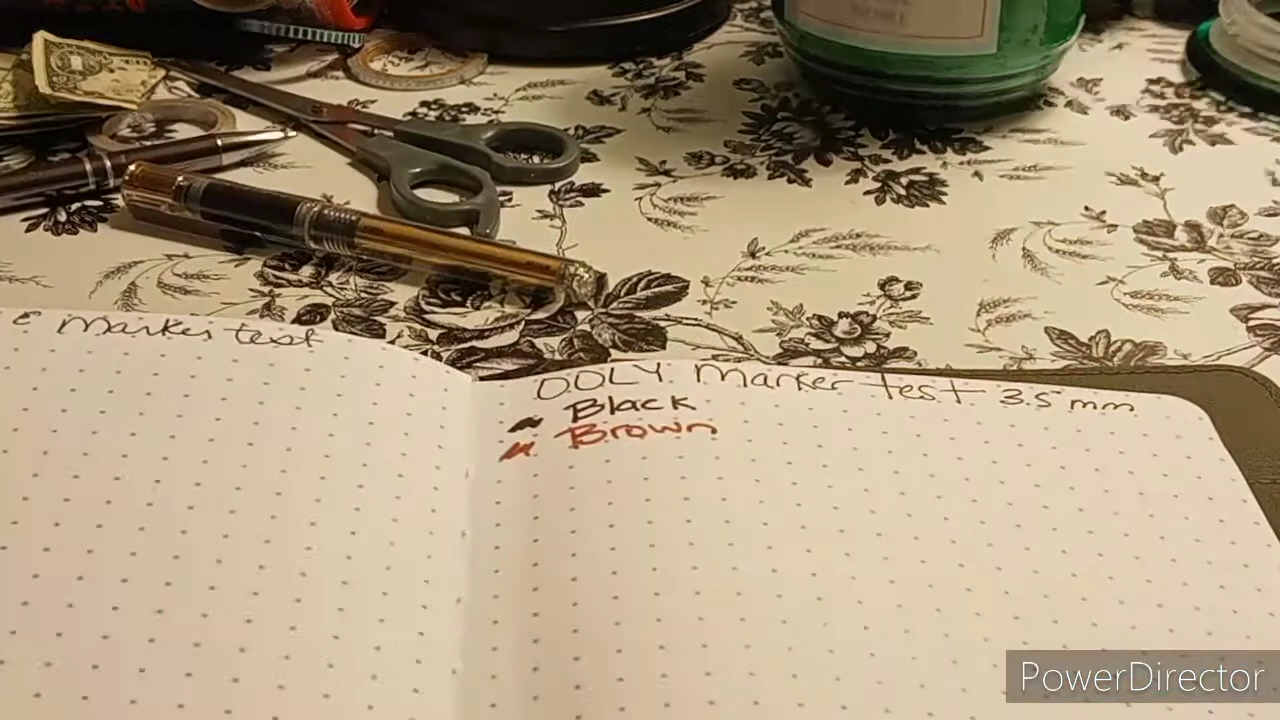 & marker test
OOLY marker test 3.5 mm
Black
Brown
PowerDirector